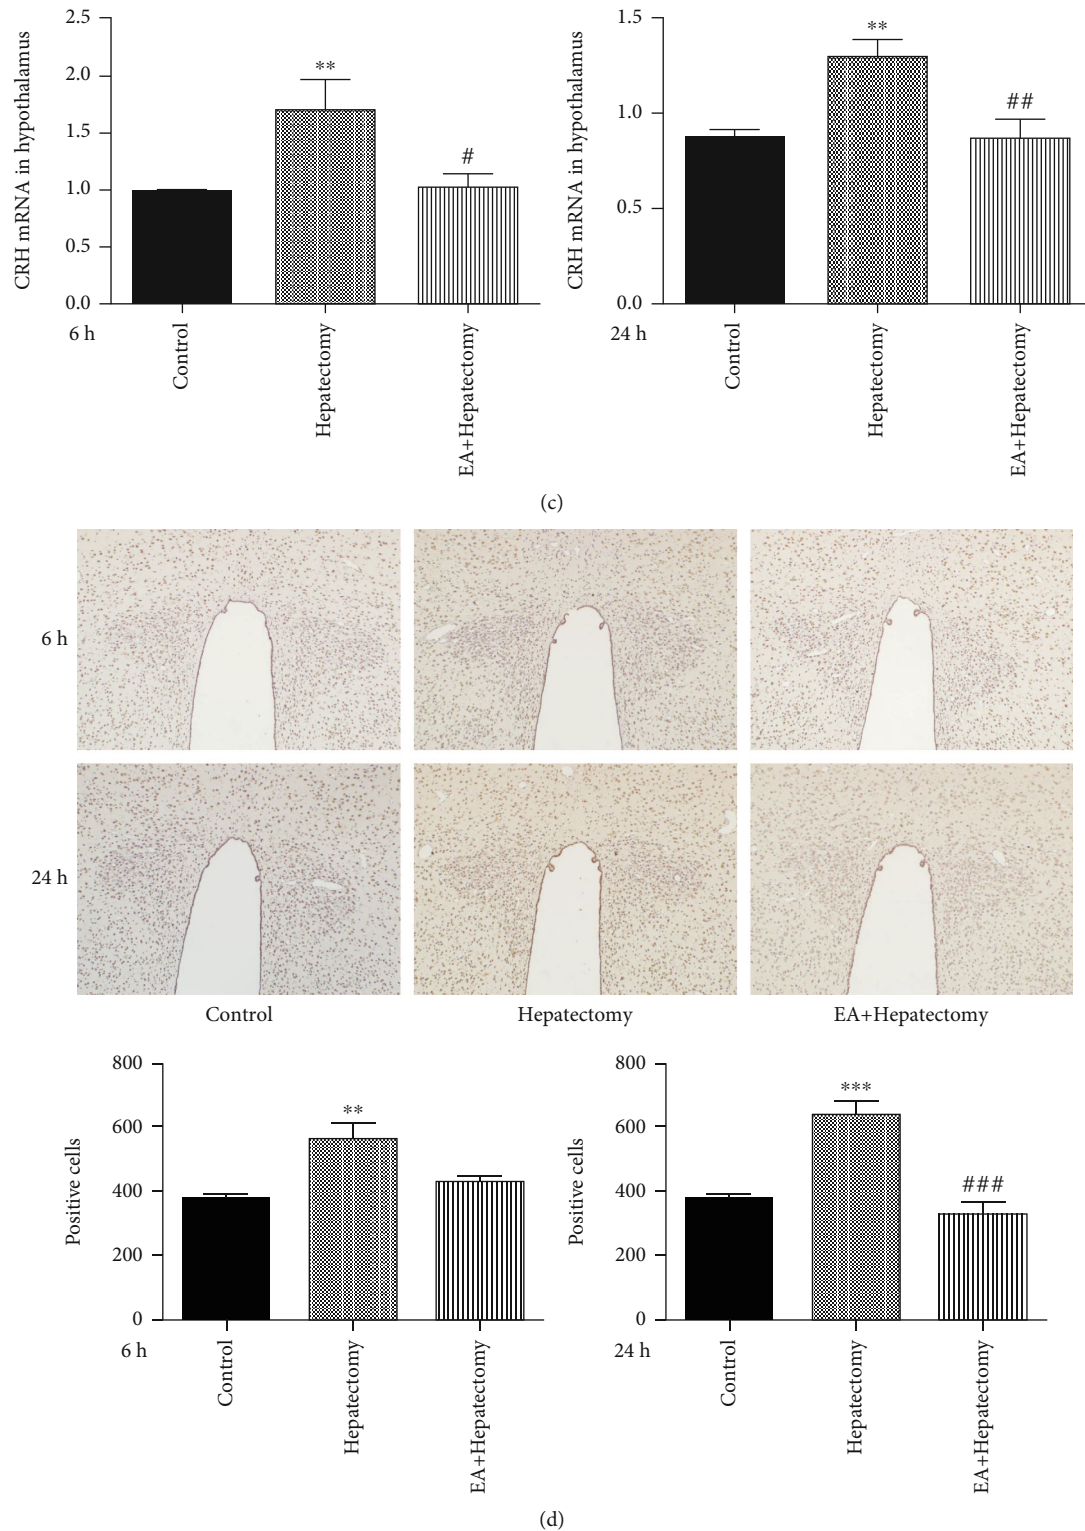 2.5
2.0
1.5
1.0
0.5
0.0
CRH mRNA in hypothalamus
**
#
6 h
Control
Hepatectomy
EA+Hepatectomy
1.5
1.0
0.5
0.0
CRH mRNA in hypothalamus
**
##
24 h
Control
Hepatectomy
EA+Hepatectomy
(c)
6 h
24 h
Control
Hepatectomy
EA+Hepatectomy
800
600
400
200
0
Positive cells
**
6 h
Control
Hepatectomy
EA+Hepatectomy
800
600
400
200
0
Positive cells
***
###
24 h
Control
Hepatectomy
EA+Hepatectomy
(d)